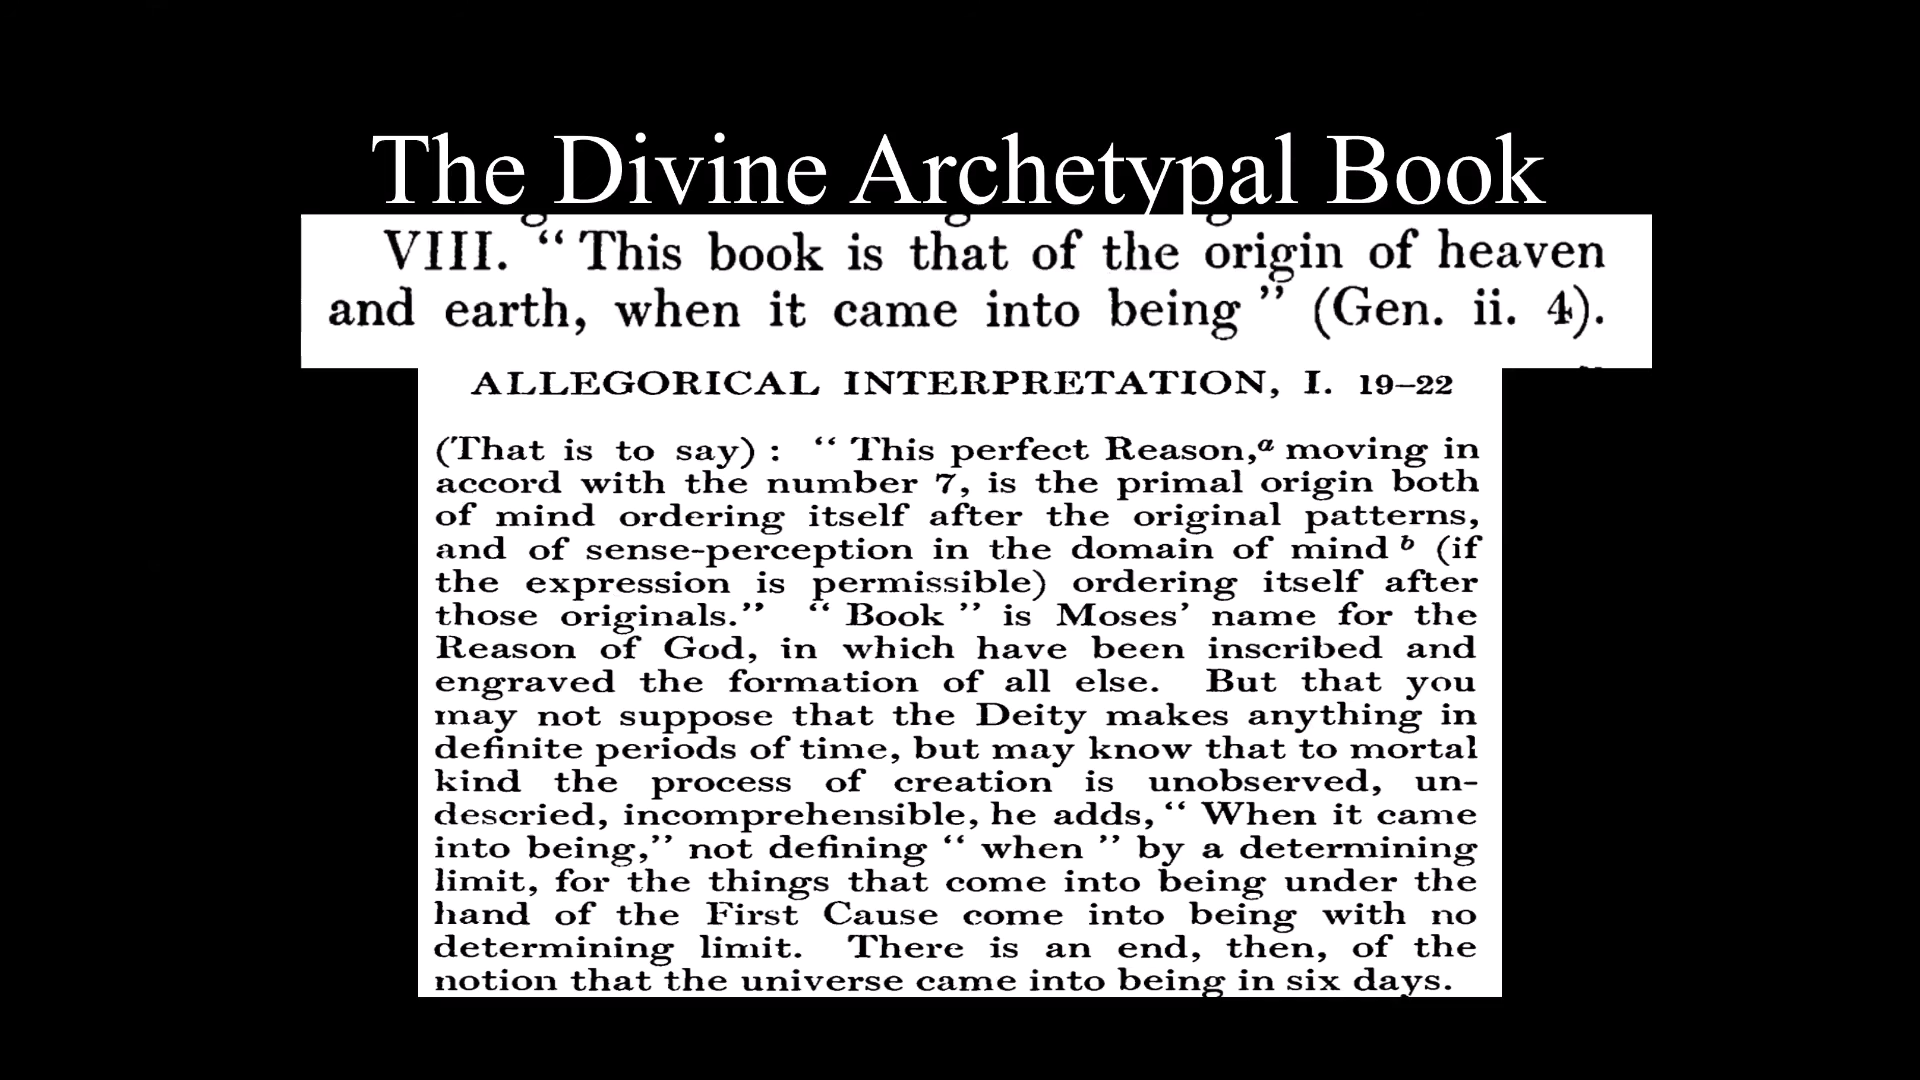 The Divine Archetypal Book
VIII. “ This book is that of the origin of heaven
and earth, when it came into being ” (Gen. ii. 4).
ALLEGORICAL INTERPRETATION, I. 19–22
(That is to say) : “ This perfect Reason,ᵃ moving in
accord with the number 7, is the primal origin both
of mind ordering itself after the original patterns,
and of sense-perception in the domain of mind ᵇ (if
the expression is permissible) ordering itself after
those originals.” “ Book ” is Moses’ name for the
Reason of God, in which have been inscribed and
engraved the formation of all else. But that you
may not suppose that the Deity makes anything in
definite periods of time, but may know that to mortal
kind the process of creation is unobserved, un-
descried, incomprehensible, he adds, “ When it came
into being,” not defining “ when ” by a determining
limit, for the things that come into being under the
hand of the First Cause come into being with no
determining limit. There is an end, then, of the
notion that the universe came into being in six days.